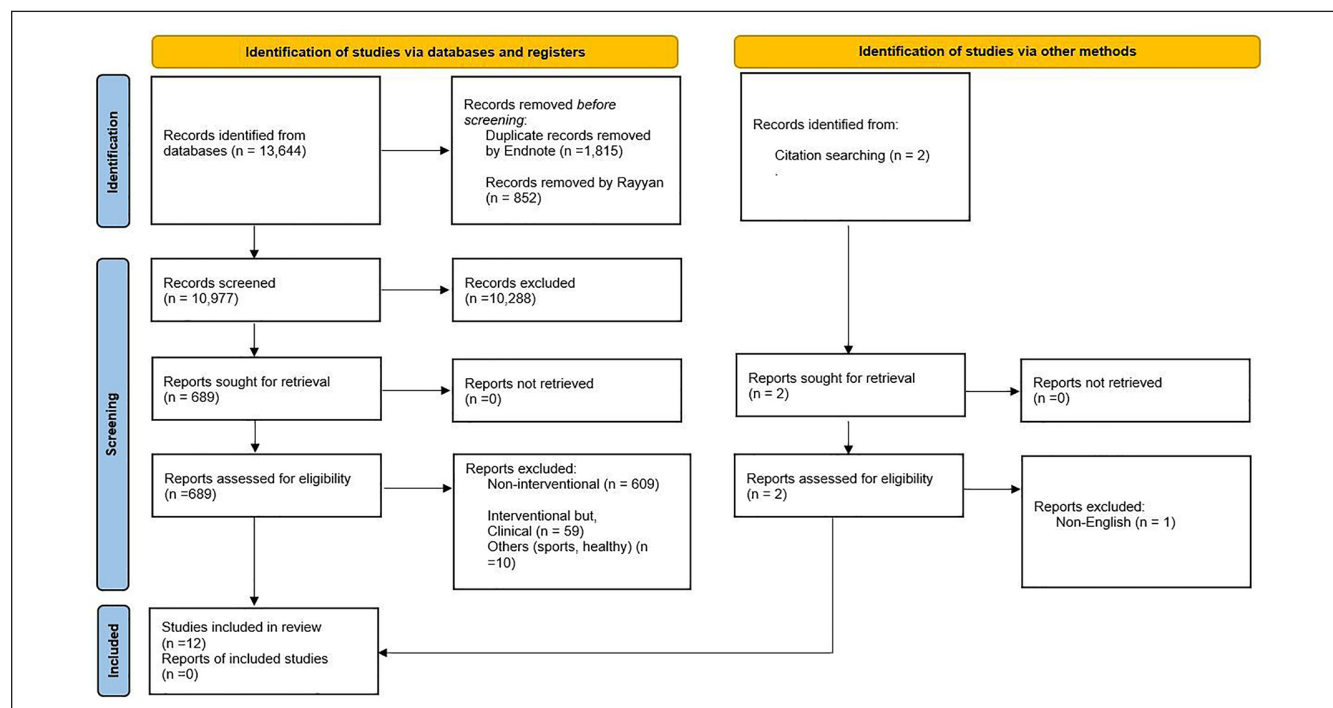 Identification of studies via databases and registers
Identification of studies via other methods
Identification
Records identified from
databases (n = 13,644)
Records removed before
screening:
Duplicate records removed
by Endnote (n =1,815)
Records removed by Rayyan
(n = 852)
Records identified from:
Citation searching (n = 2)
.
Screening
Records screened
(n = 10,977)
Records excluded
(n =10,288)
Reports sought for retrieval
(n = 689)
Reports not retrieved
(n =0)
Reports sought for retrieval
(n = 2)
Reports not retrieved
(n =0)
Reports assessed for eligibility
(n =689)
Reports excluded:
Non-interventional (n = 609)
Interventional but,
Clinical (n = 59)
Others (sports, healthy) (n
=10)
Reports assessed for eligibility
(n = 2)
Reports excluded:
Non-English (n = 1)
Included
Studies included in review
(n =12)
Reports of included studies
(n =0)